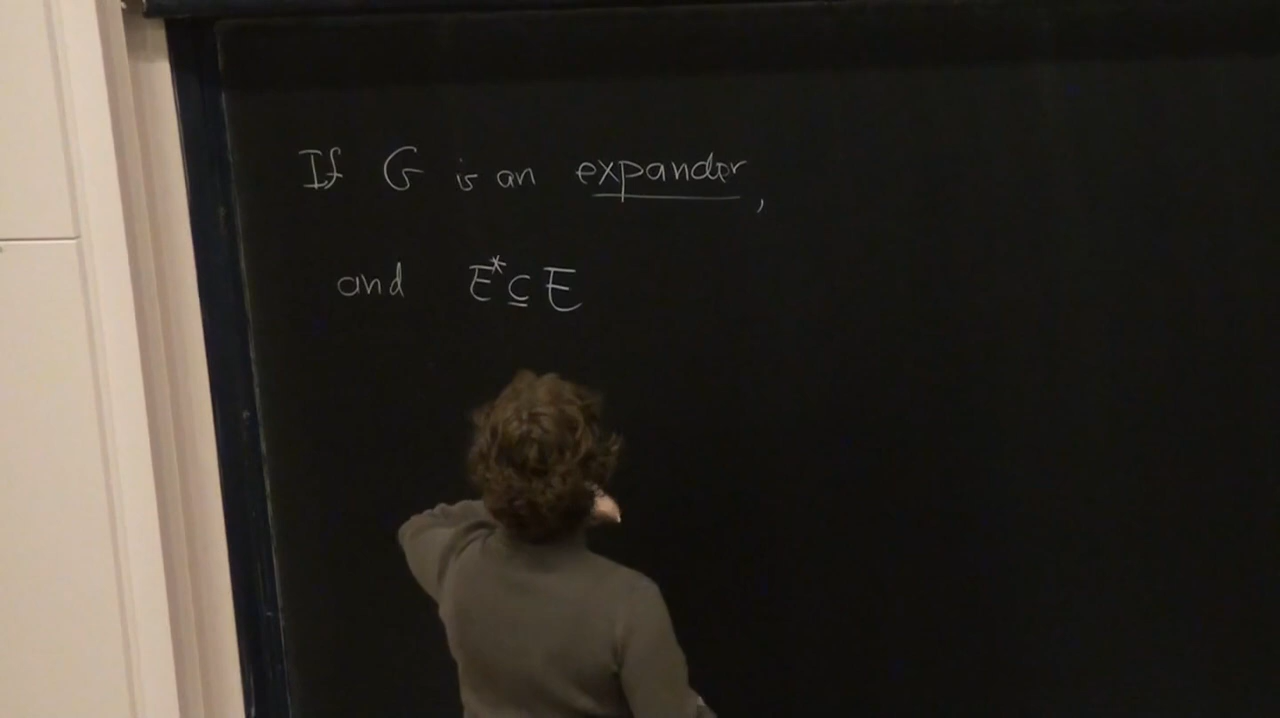 If G is an expander,
and E* ⊆ E